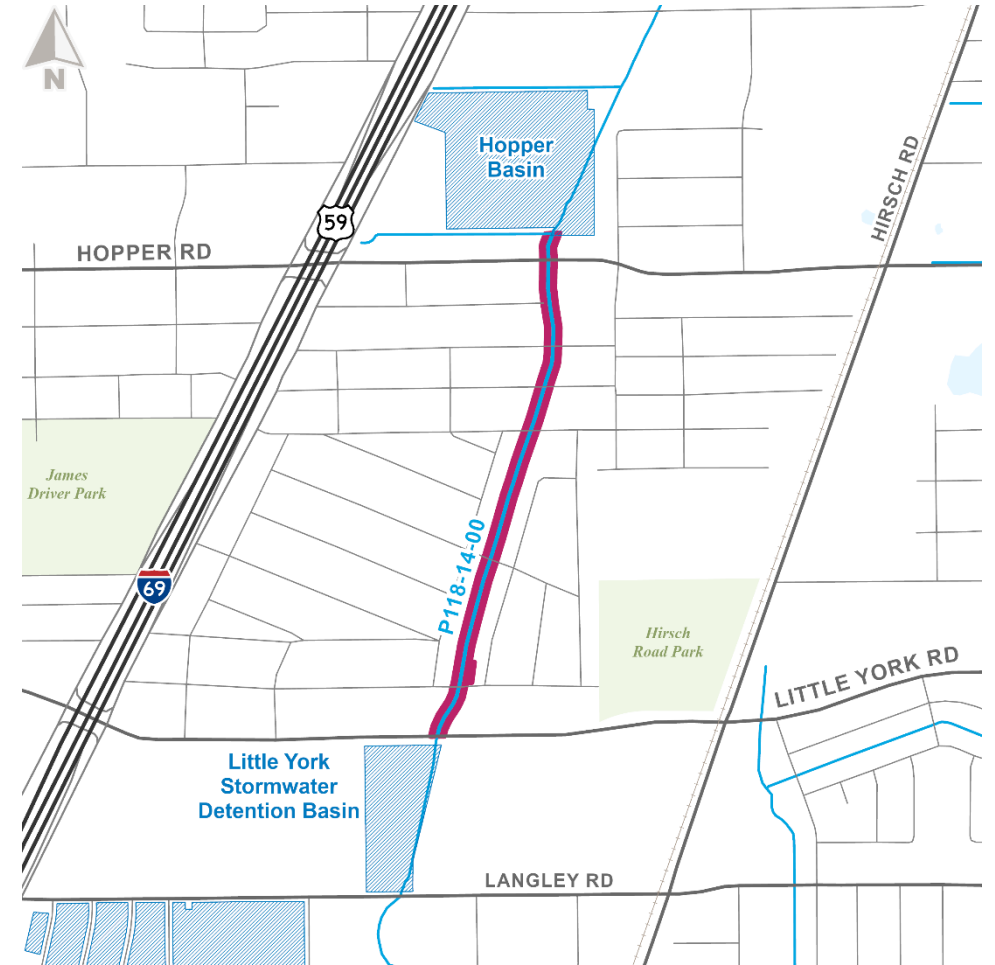 N
Hopper
Basin
59
HIRSCH RD
HOPPER RD
James
Driver Park
P118-14-00
69
Hirsch
Road Park
LITTLE YORK RD
Little York
Stormwater
Detention Basin
LANGLEY RD